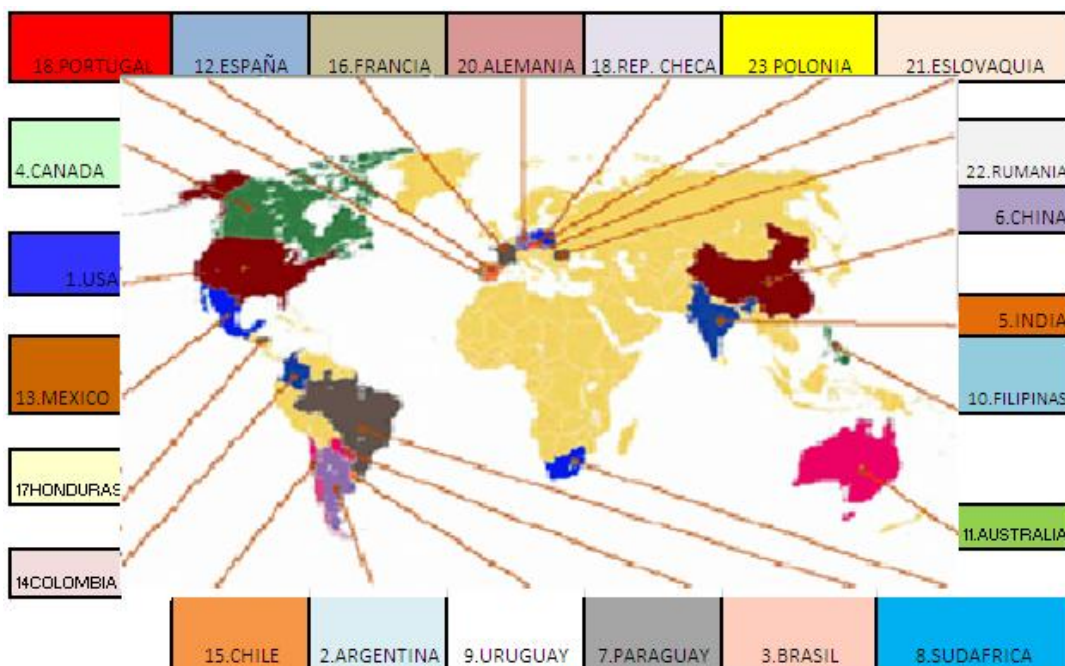 18.PORTUGAL 12.ESPAÑA 16.FRANCIA 20.ALEMANIA 18.REP. CHECA 23 POLONIA 21.ESLOVAQUIA
4.CANADA
22.RUMANIA
6.CHINA
1.USA
5.INDIA
13.MEXICO
10.FILIPINAS
17HONDURAS
11.AUSTRALIA
14COLOMBIA
15.CHILE 2.ARGENTINA 9.URUGUAY 7.PARAGUAY 3.BRASIL 8.SUDAFRICA